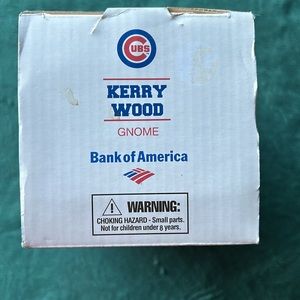 CUBS
KERRY
WOOD
GNOME
Bank of America
WARNING:
CHOKING HAZARD - Small parts.
Not for children under 8 years.